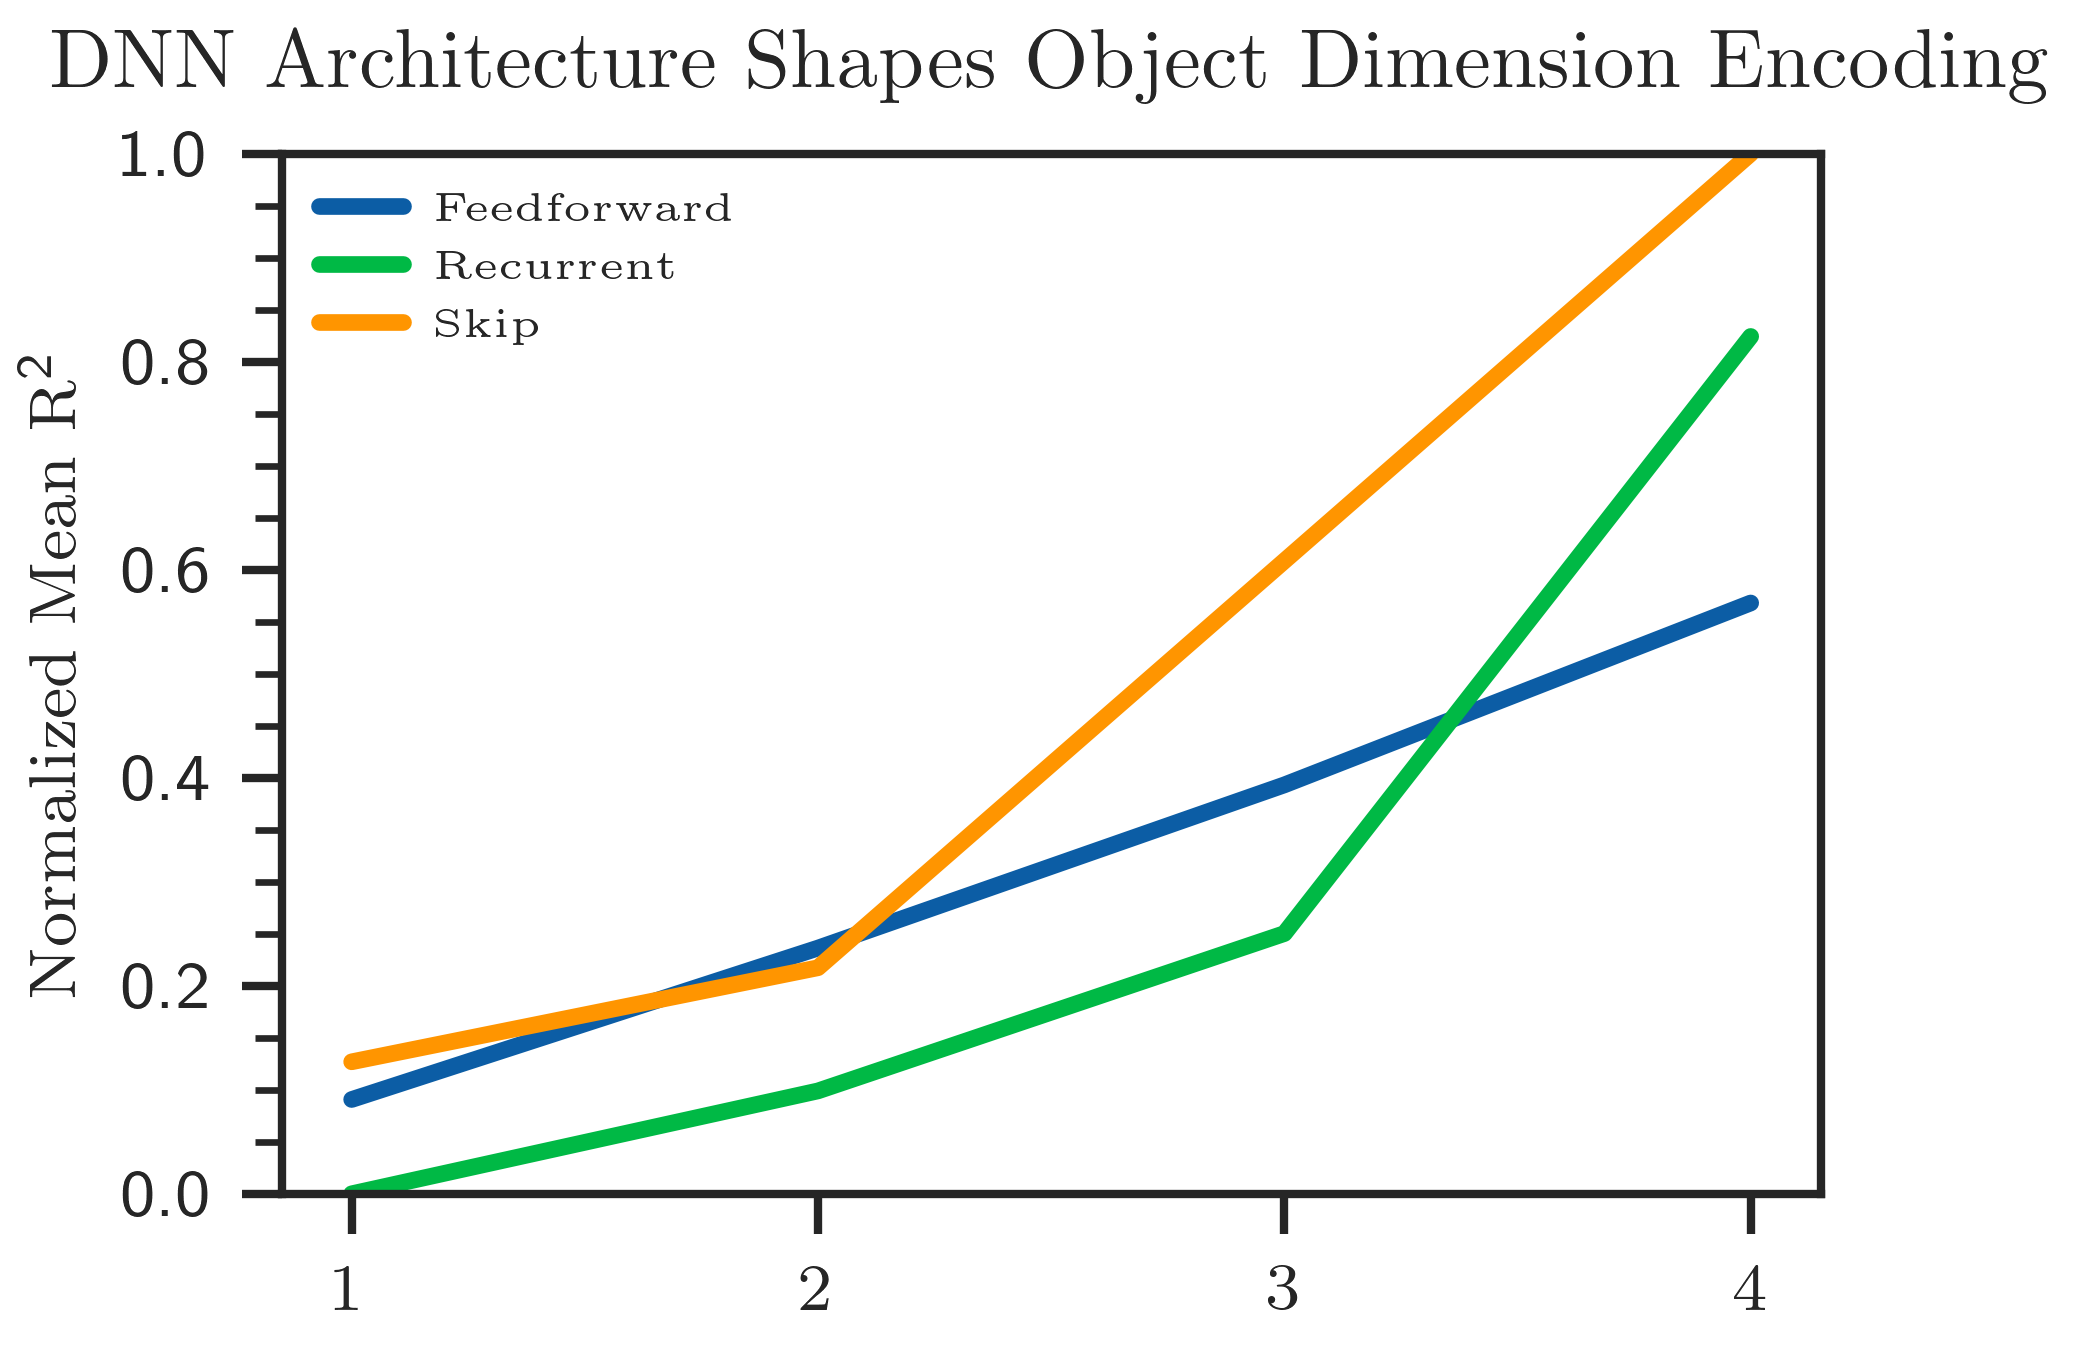 DNN Architecture Shapes Object Dimension Encoding
1.0
0.8
0.6
0.4
0.2
0.0
Normalized Mean R²
Feedforward
Recurrent
Skip
1 2 3 4